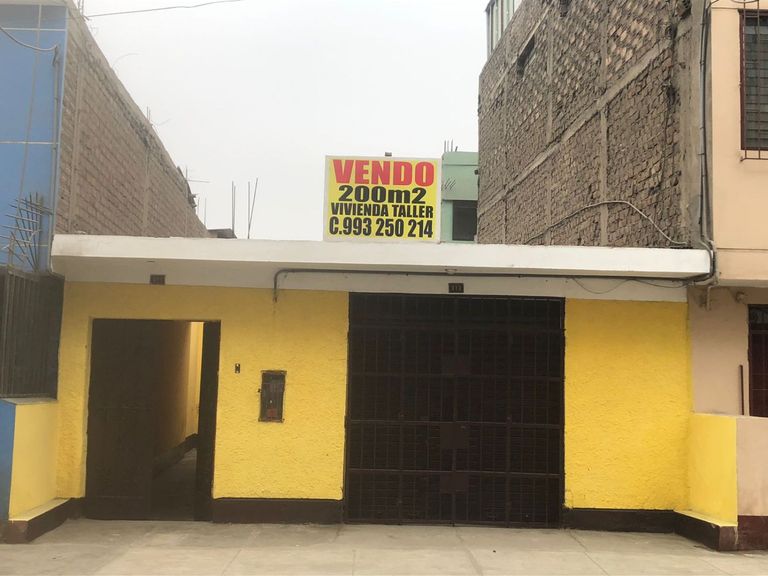 VENDO
200m2
VIVIENDA TALLER
C.993 250 214